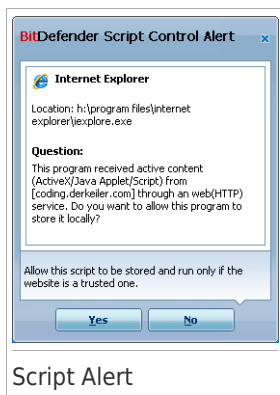 BitDefender Script Control Alert x
Internet Explorer
Location: h:\program files\internet
explorer\iexplore.exe
Question:
This program received active content
(ActiveX/Java Applet/Script) from
[coding.derkeiler.com] through an web(HTTP)
service. Do you want to allow this program to
store it locally?
Allow this script to be stored and run only if the
website is a trusted one.
Yes No
Script Alert